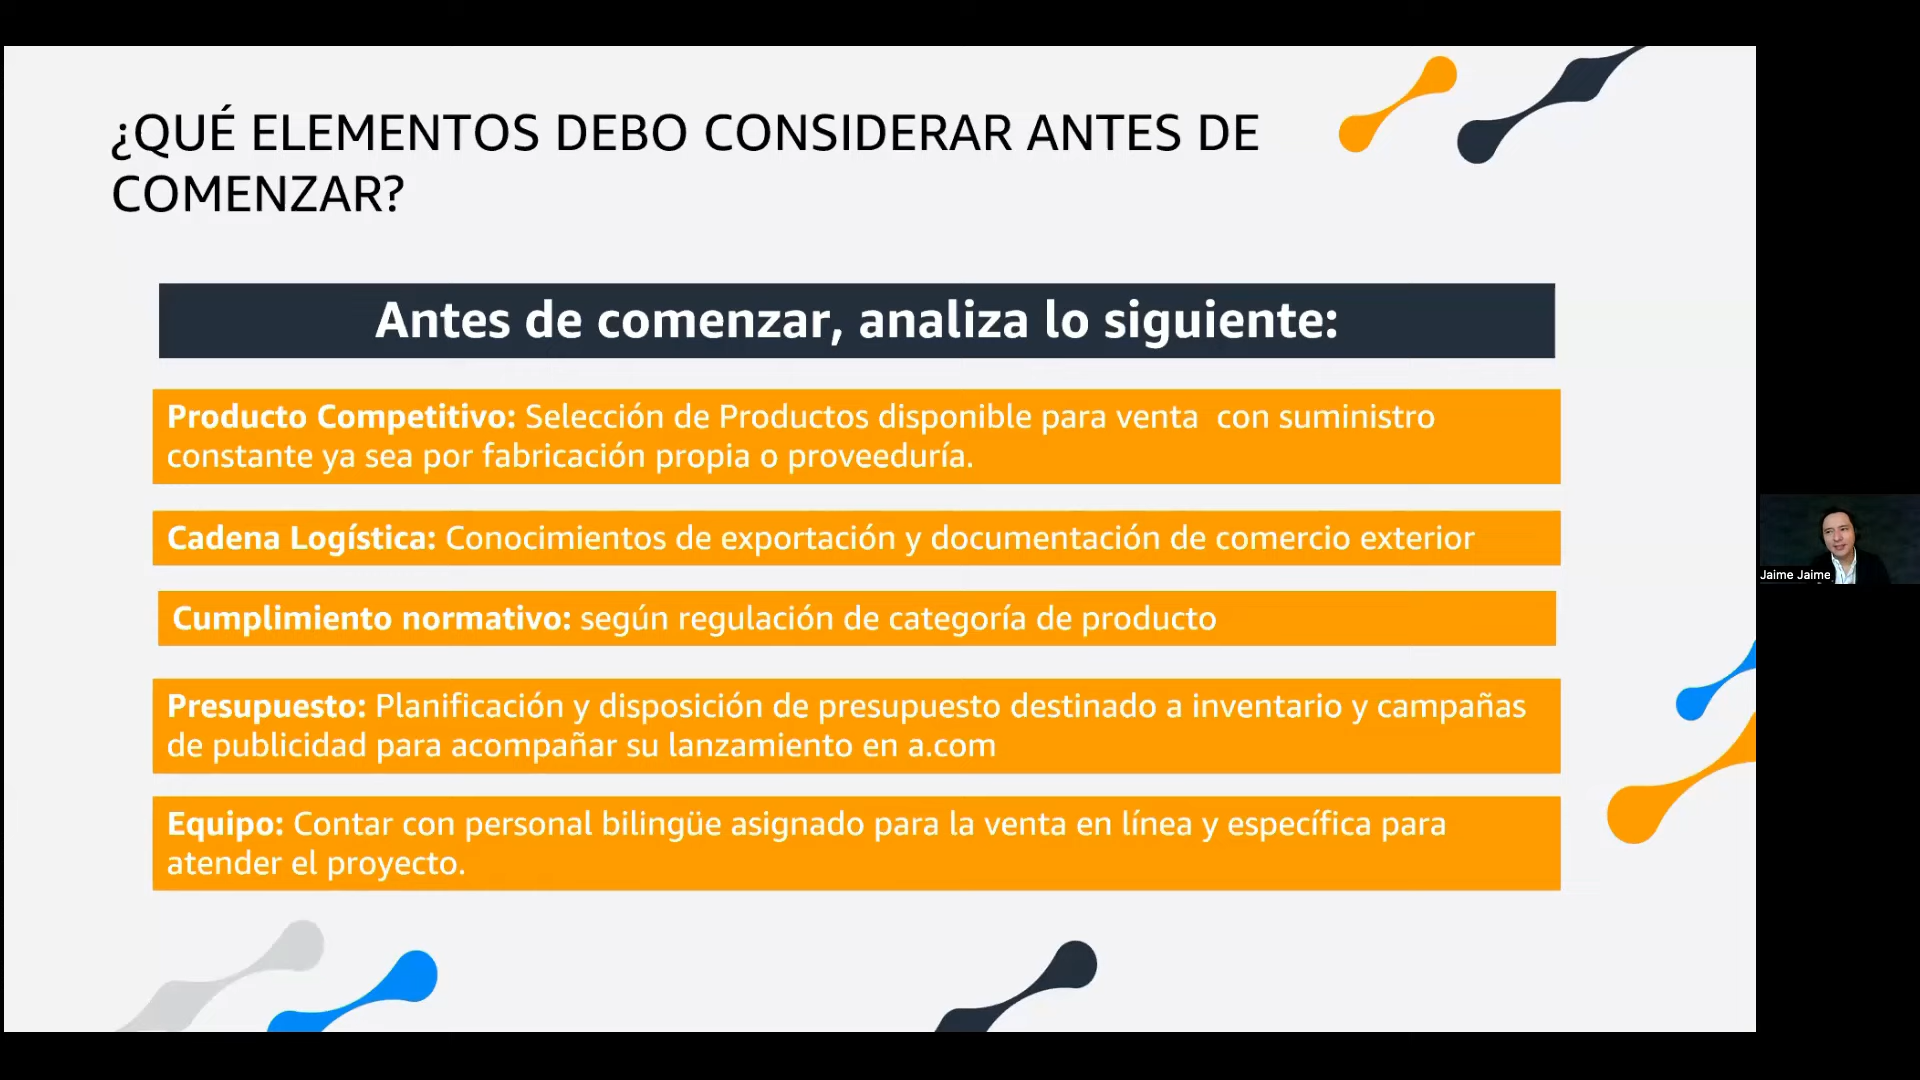 ¿QUÉ ELEMENTOS DEBO CONSIDERAR ANTES DE
COMENZAR?
Antes de comenzar, analiza lo siguiente:
Producto Competitivo: Selección de Productos disponible para venta  con suministro
constante ya sea por fabricación propia o proveeduría.
Cadena Logística: Conocimientos de exportación y documentación de comercio exterior
Cumplimiento normativo: según regulación de categoría de producto
Presupuesto: Planificación y disposición de presupuesto destinado a inventario y campañas
de publicidad para acompañar su lanzamiento en a.com
Equipo: Contar con personal bilingüe asignado para la venta en línea y específica para
atender el proyecto.
Jaime Jaime